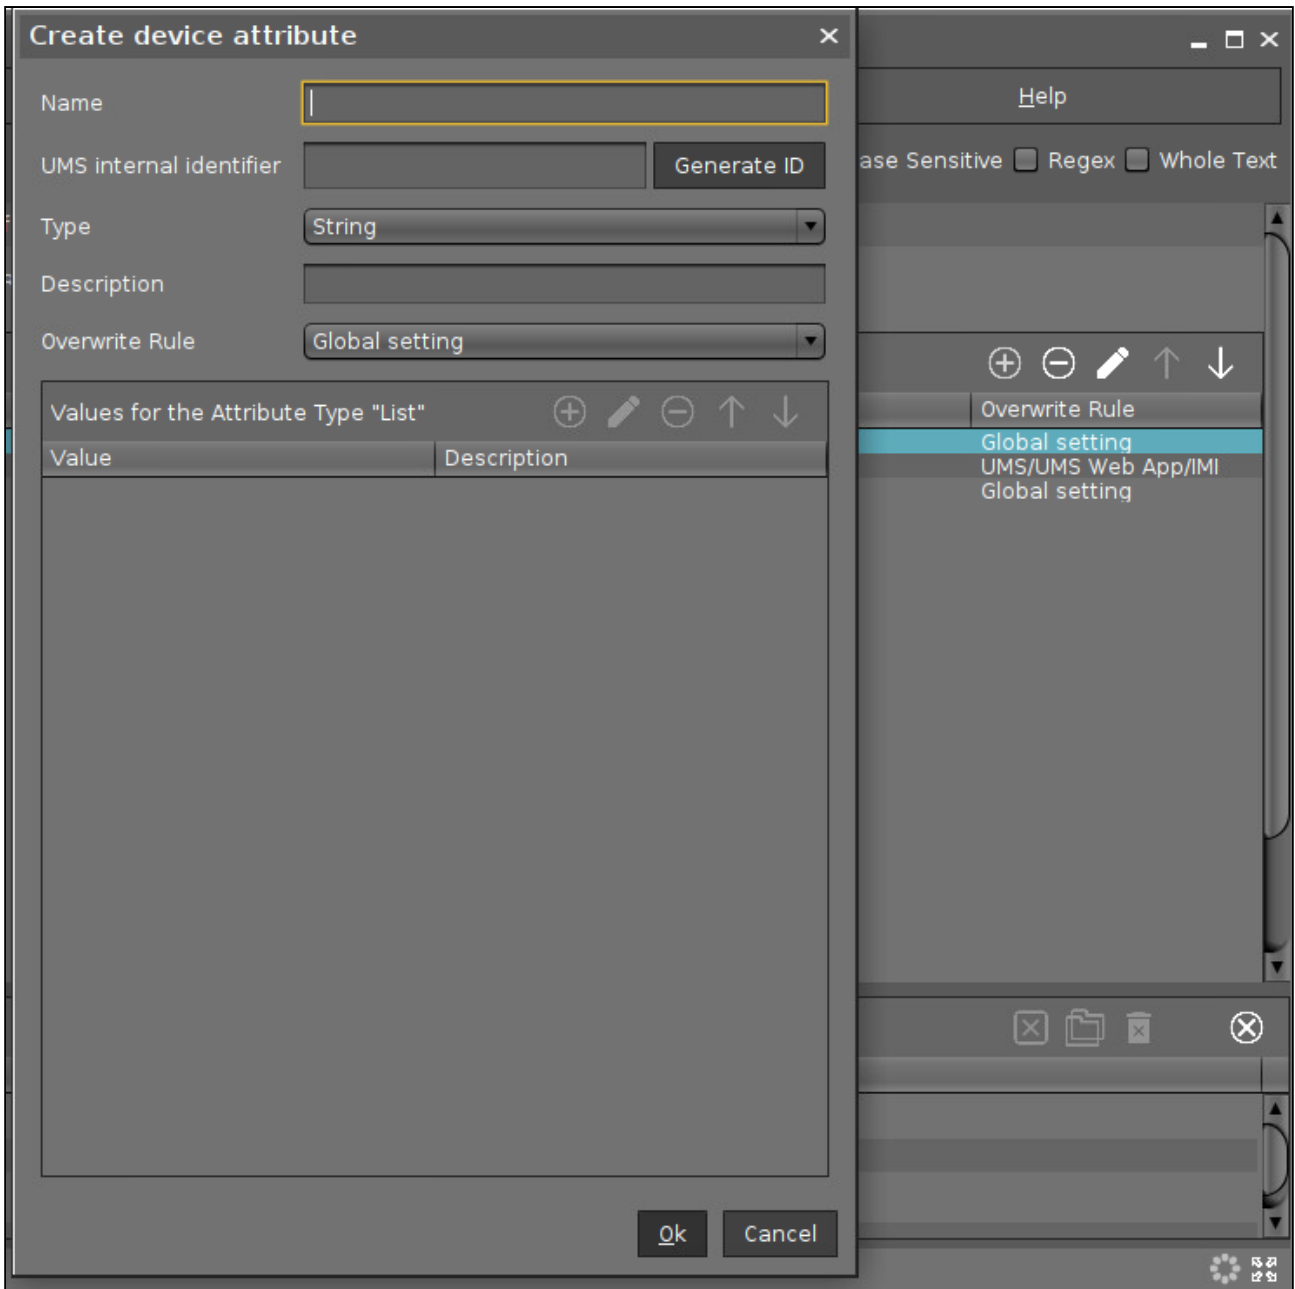 Create device attribute
Help
Name
UMS internal identifier
Generate ID
ase Sensitive Regex Whole Text
Type
String
Description
Overwrite Rule
Global setting
Values for the Attribute Type "List"
Value
Description
Overwrite Rule
Global setting
UMS/UMS Web App/IMI
Global setting
Ok
Cancel